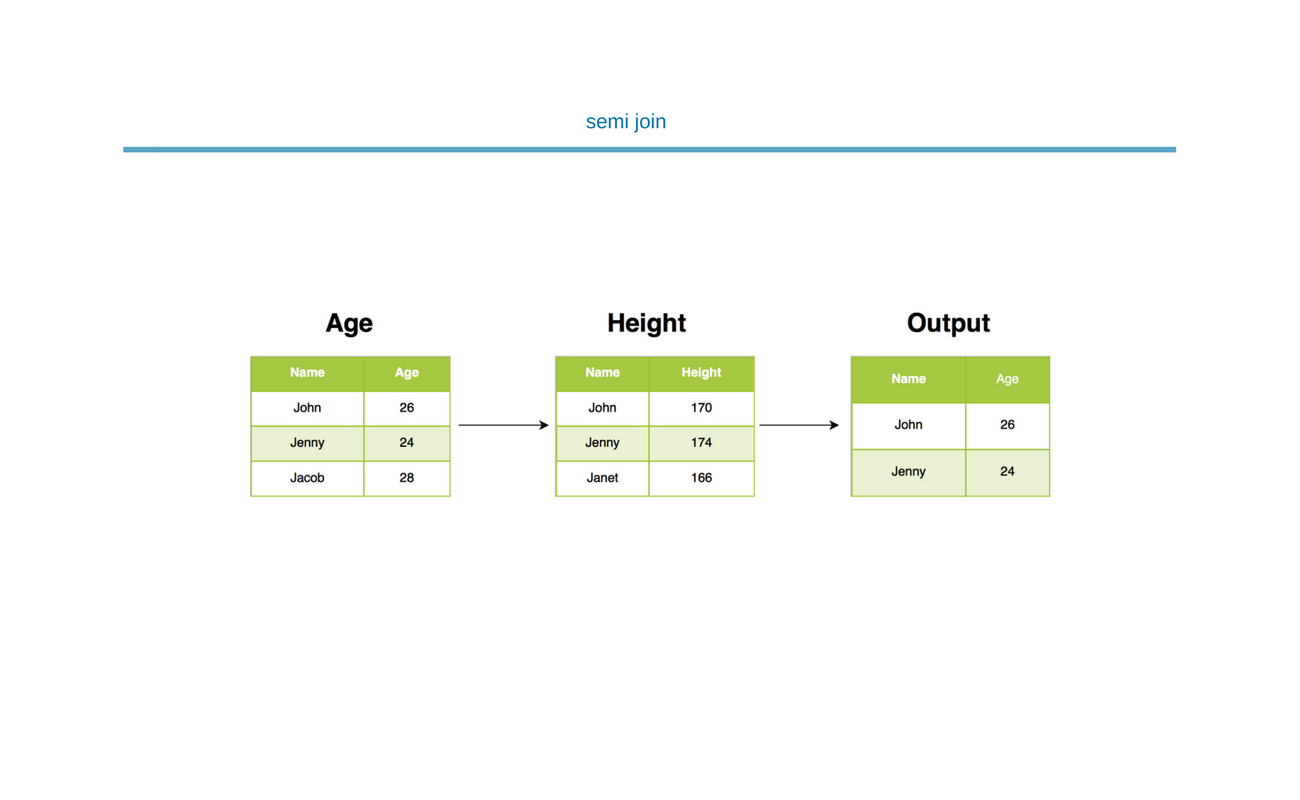 semi join
Age Height Output
Name Age Name Height Name Age
John 26 John 170 John 26
Jenny 24 Jenny 174 Jenny 24
Jacob 28 Janet 166